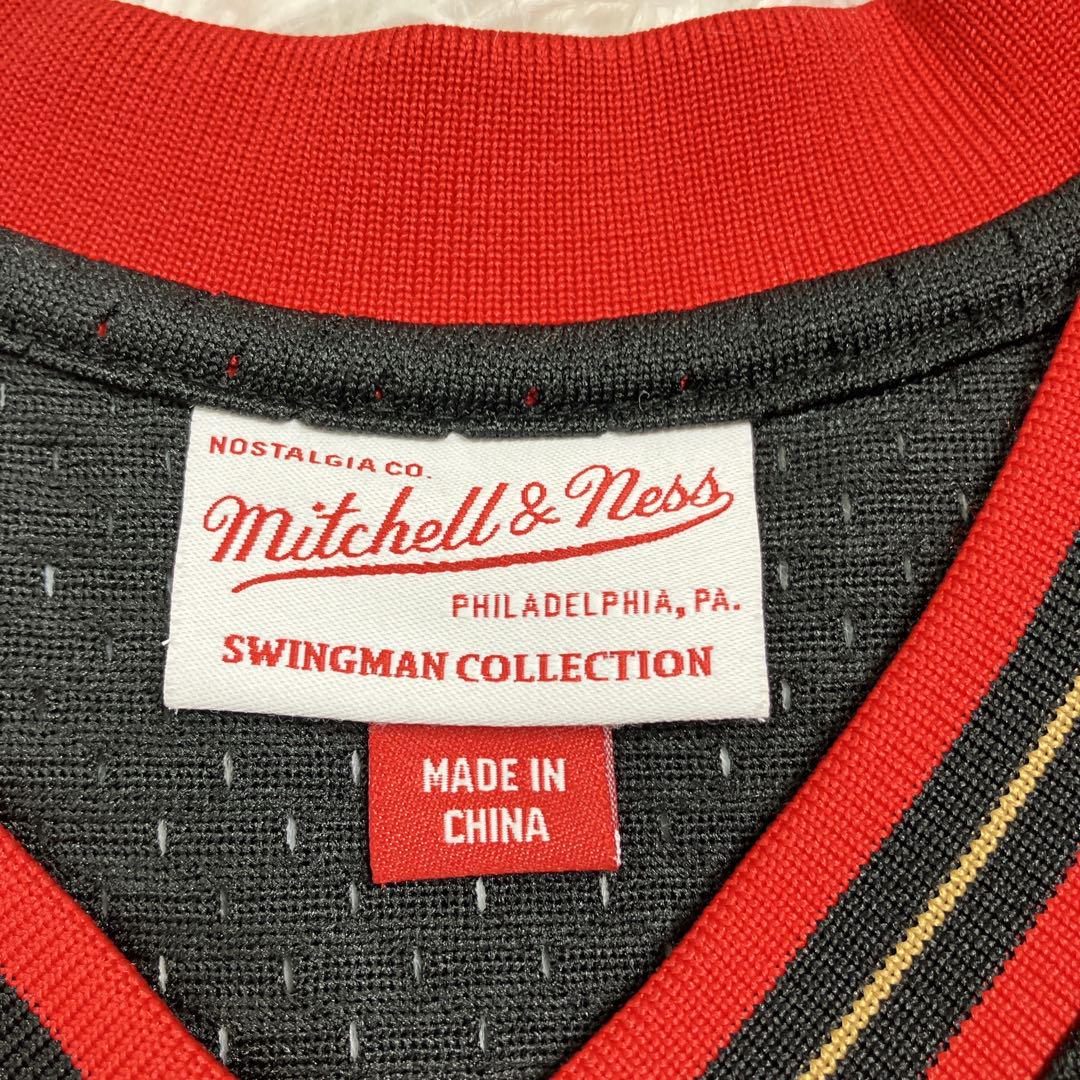 NOSTALGIA CO.
Mitchell & Ness
PHILADELPHIA, PA.
SWINGMAN COLLECTION
MADE IN
CHINA